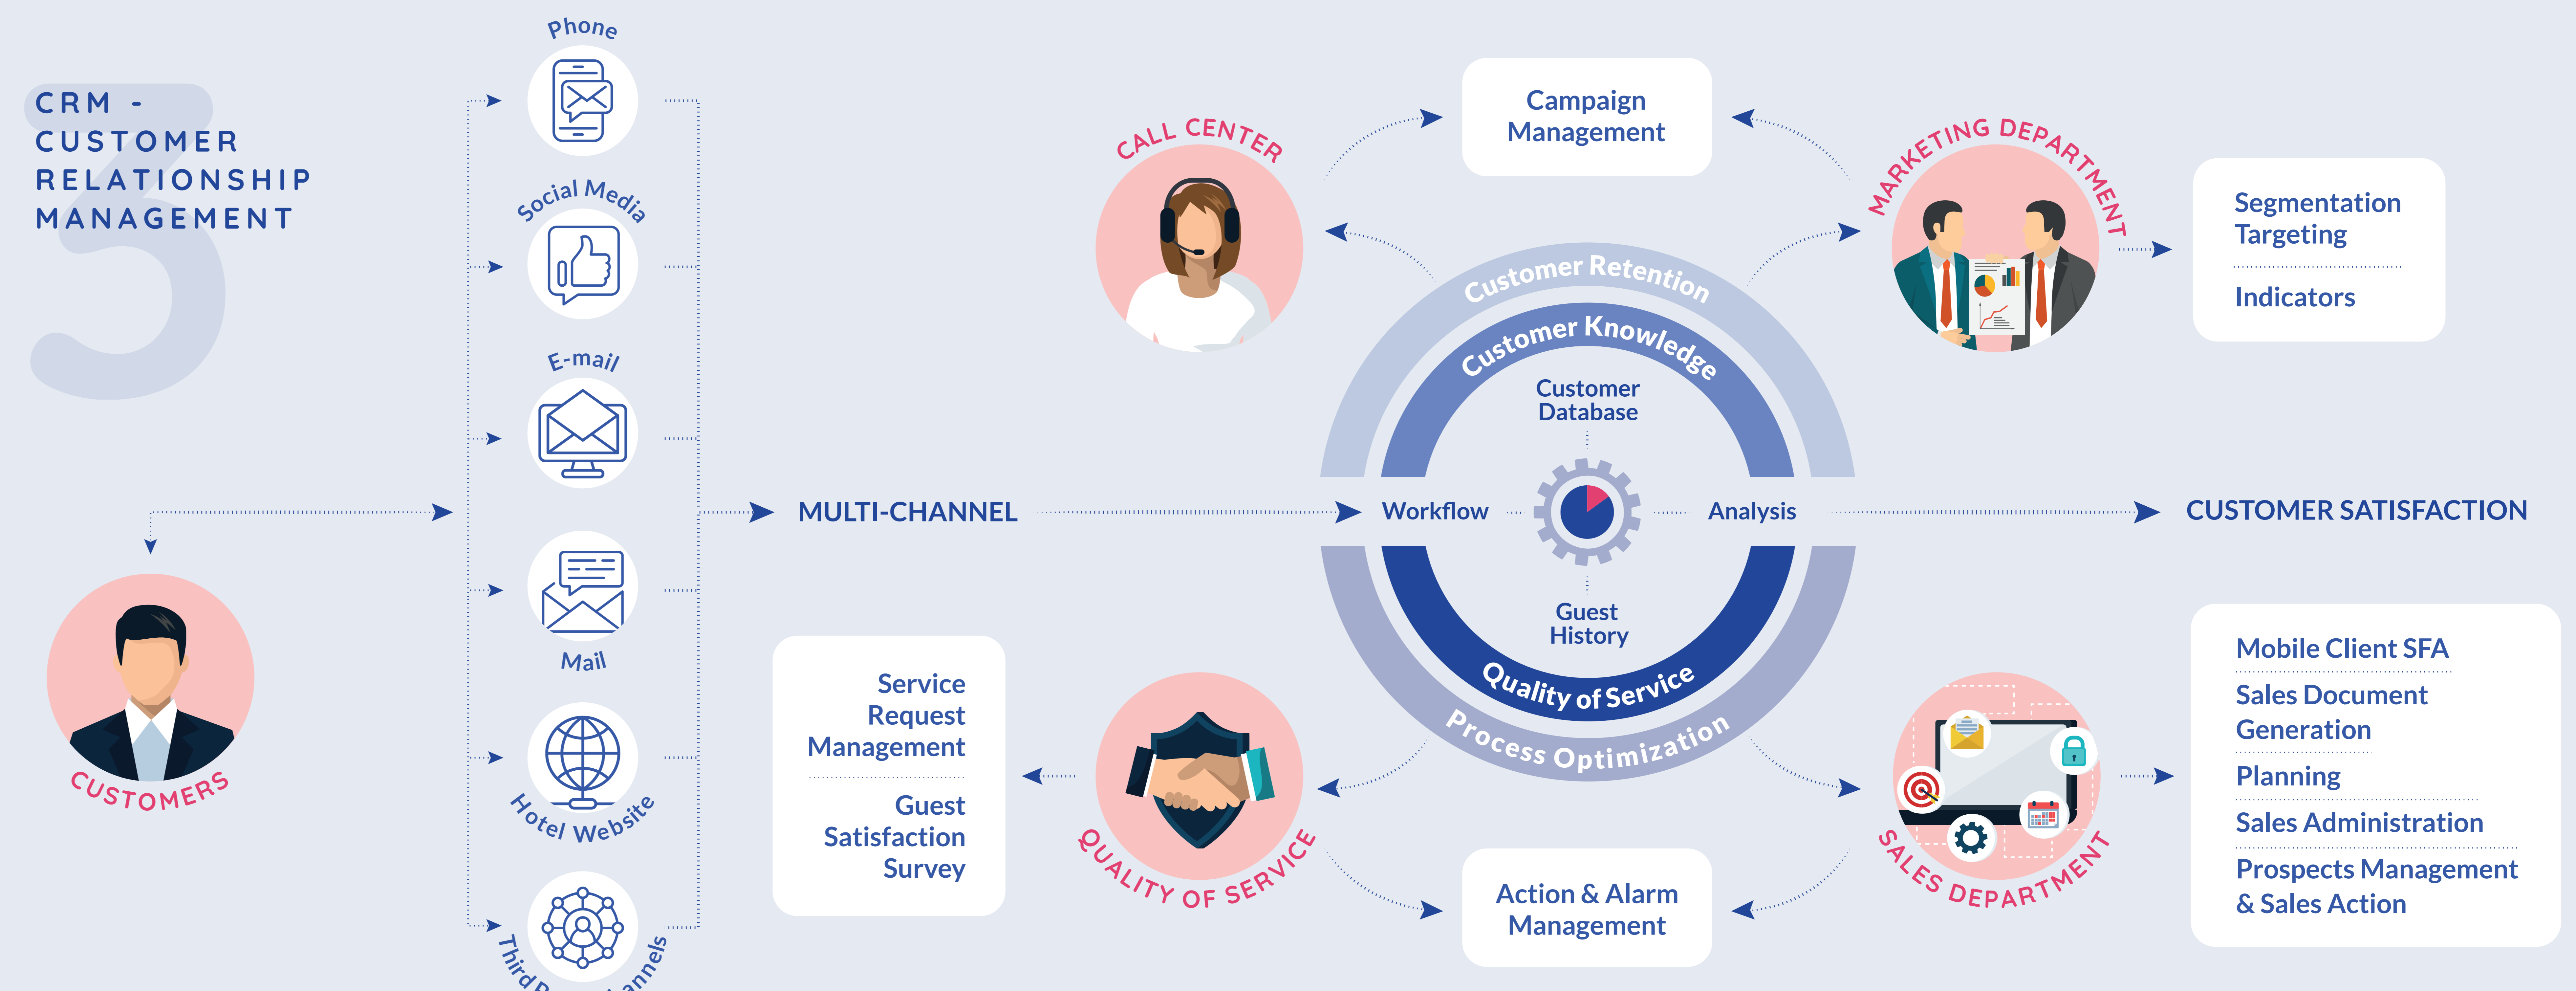 3
CRM -
CUSTOMER
RELATIONSHIP
MANAGEMENT
CUSTOMERS
Phone
Social Media
E-mail
Mail
Hotel Website
Third
MULTI-CHANNEL
Service
Request
Management
Guest
Satisfaction
Survey
CALL CENTER
QUALITY OF SERVICE
Campaign
Management
Customer Retention
Customer Knowledge
Customer
Database
Workflow
Analysis
Guest
History
Quality of Service
Process Optimization
Action & Alarm
Management
MARKETING DEPARTMENT
Segmentation
Targeting
Indicators
CUSTOMER SATISFACTION
SALES DEPARTMENT
Mobile Client SFA
Sales Document
Generation
Planning
Sales Administration
Prospects Management
& Sales Action